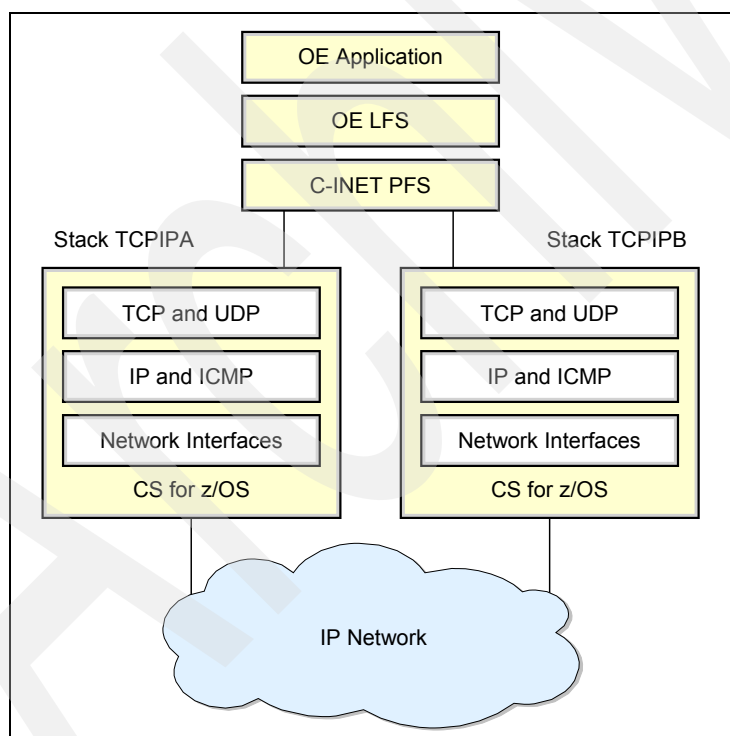 OE Application
OE LFS
C-INET PFS
Stack TCPIPA
Stack TCPIPB
TCP and UDP
IP and ICMP
Network Interfaces
CS for z/OS
TCP and UDP
IP and ICMP
Network Interfaces
CS for z/OS
IP Network